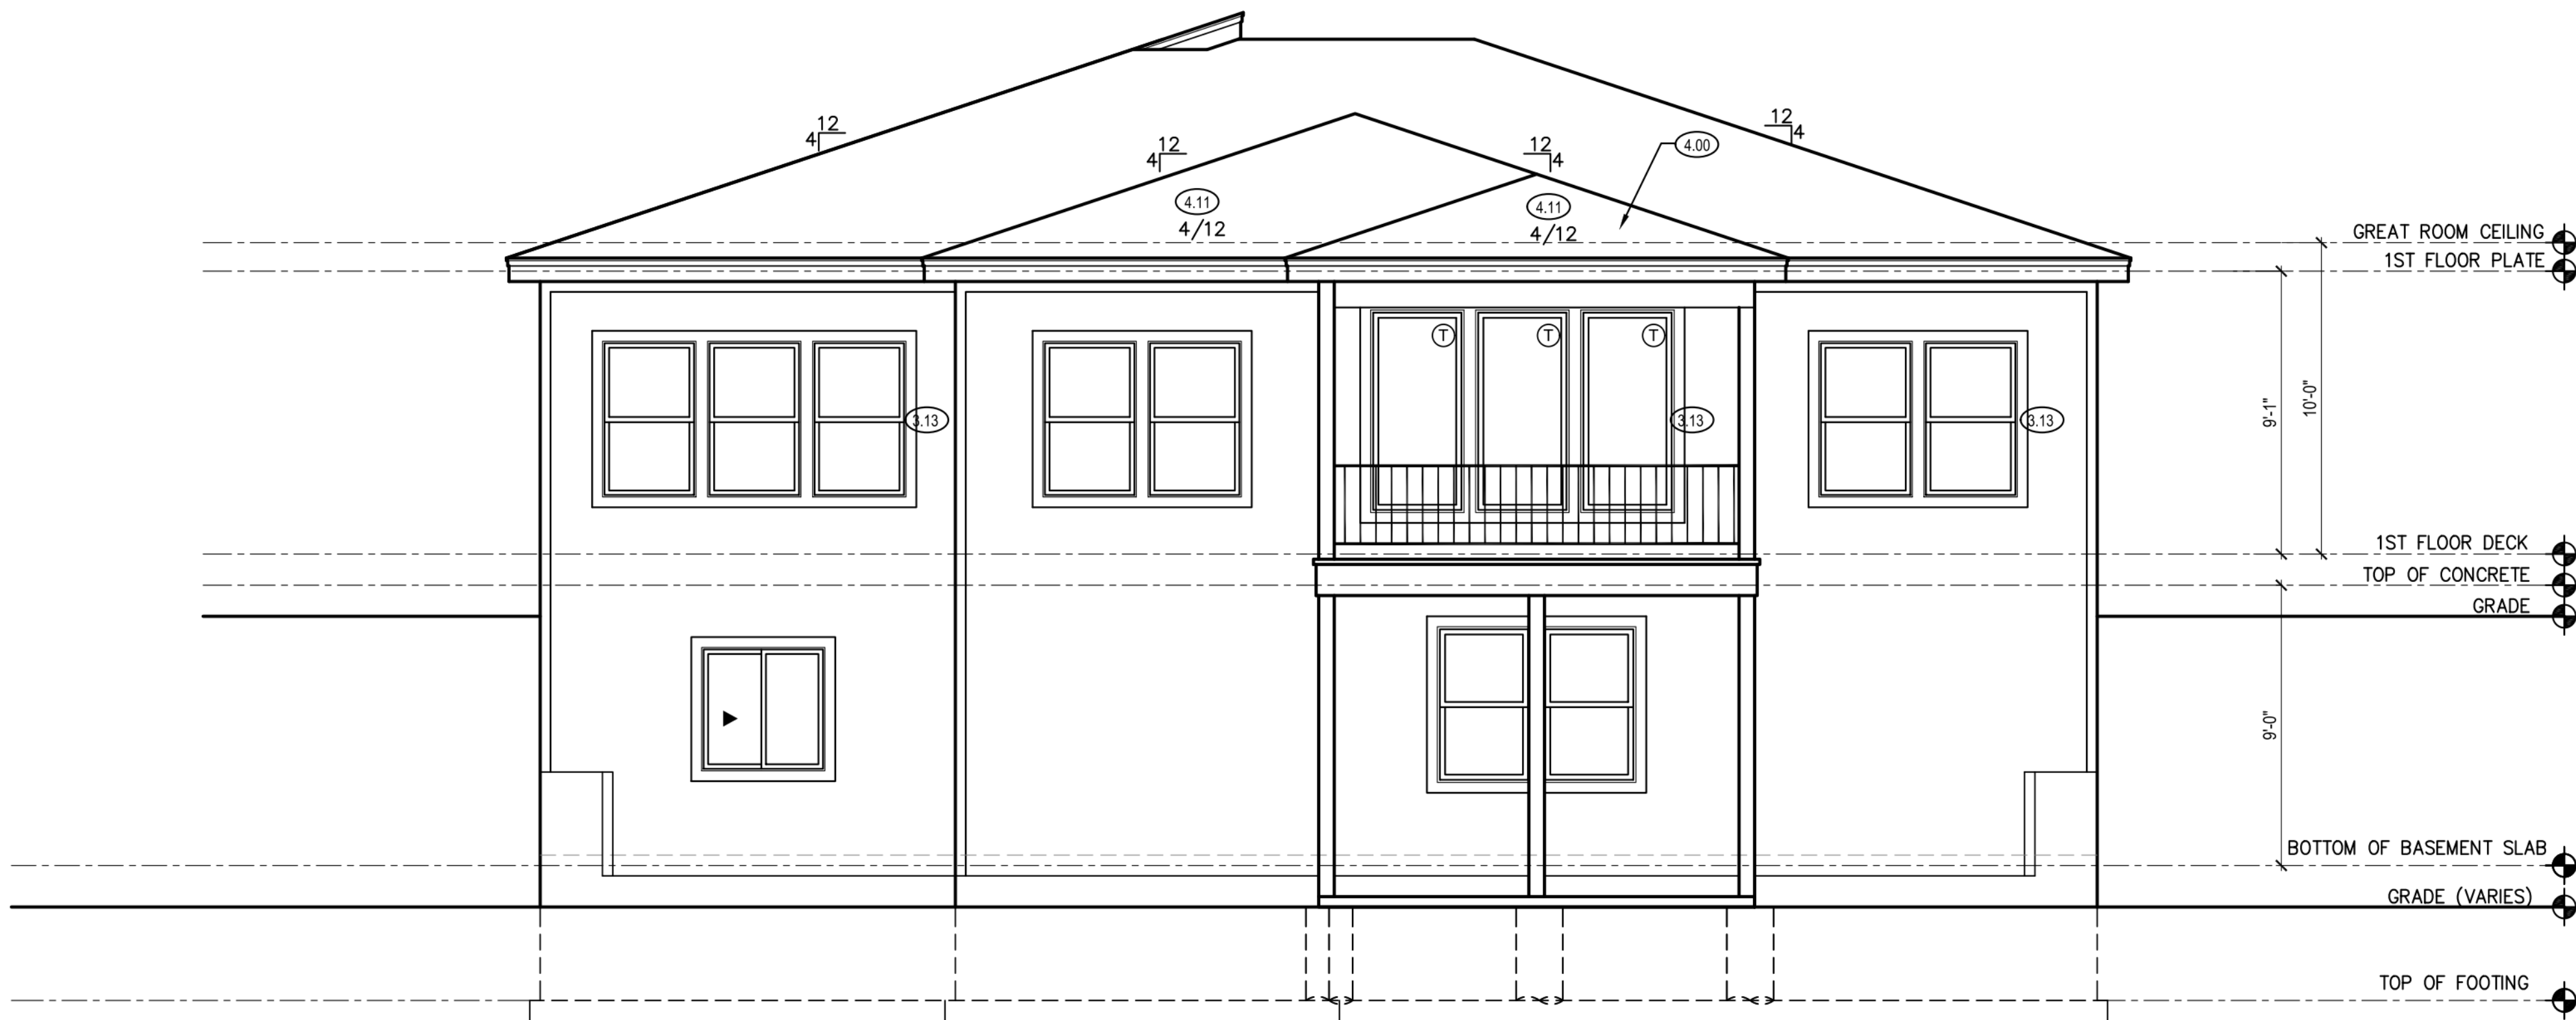 12
4
12
4
12
4
12
4
4.00
4.11
4/12
4.11
4/12
GREAT ROOM CEILING
1ST FLOOR PLATE
T
T
T
3.13
3.13
3.13
9'-1"
10'-0"
1ST FLOOR DECK
TOP OF CONCRETE
GRADE
9'-0"
BOTTOM OF BASEMENT SLAB
GRADE (VARIES)
TOP OF FOOTING